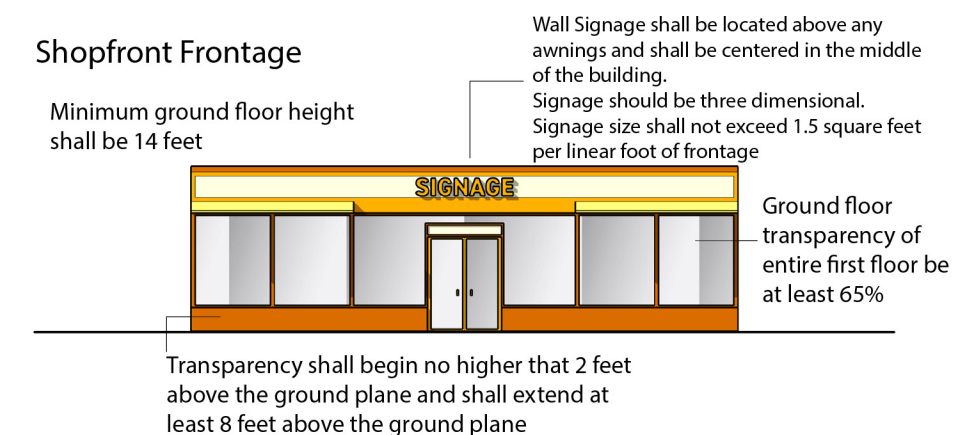 Shopfront Frontage
Minimum ground floor height
shall be 14 feet
Wall Signage shall be located above any
awnings and shall be centered in the middle
of the building.
Signage should be three dimensional.
Signage size shall not exceed 1.5 square feet
per linear foot of frontage
SIGNAGE
Ground floor
transparency of
entire first floor be
at least 65%
Transparency shall begin no higher that 2 feet
above the ground plane and shall extend at
least 8 feet above the ground plane